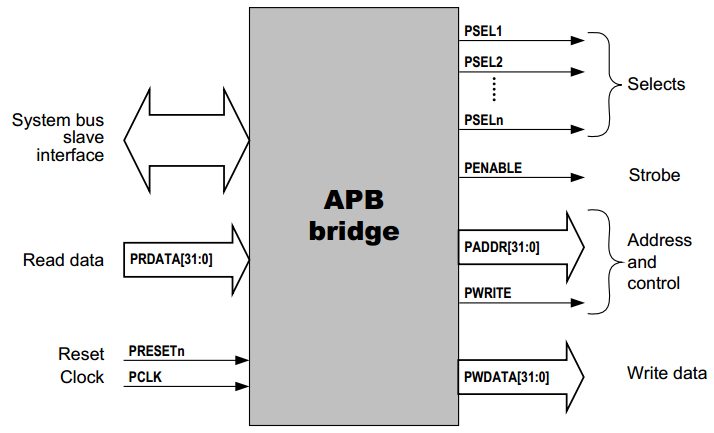 System bus
slave
interface
Read data
PRDATA[31:0]
Reset
PRESETn
Clock
PCLK
APB
bridge
PSEL1
PSEL2
PSELn
Selects
PENABLE
Strobe
PADDR[31:0]
PWRITE
Address
and
control
PWDATA[31:0]
Write data